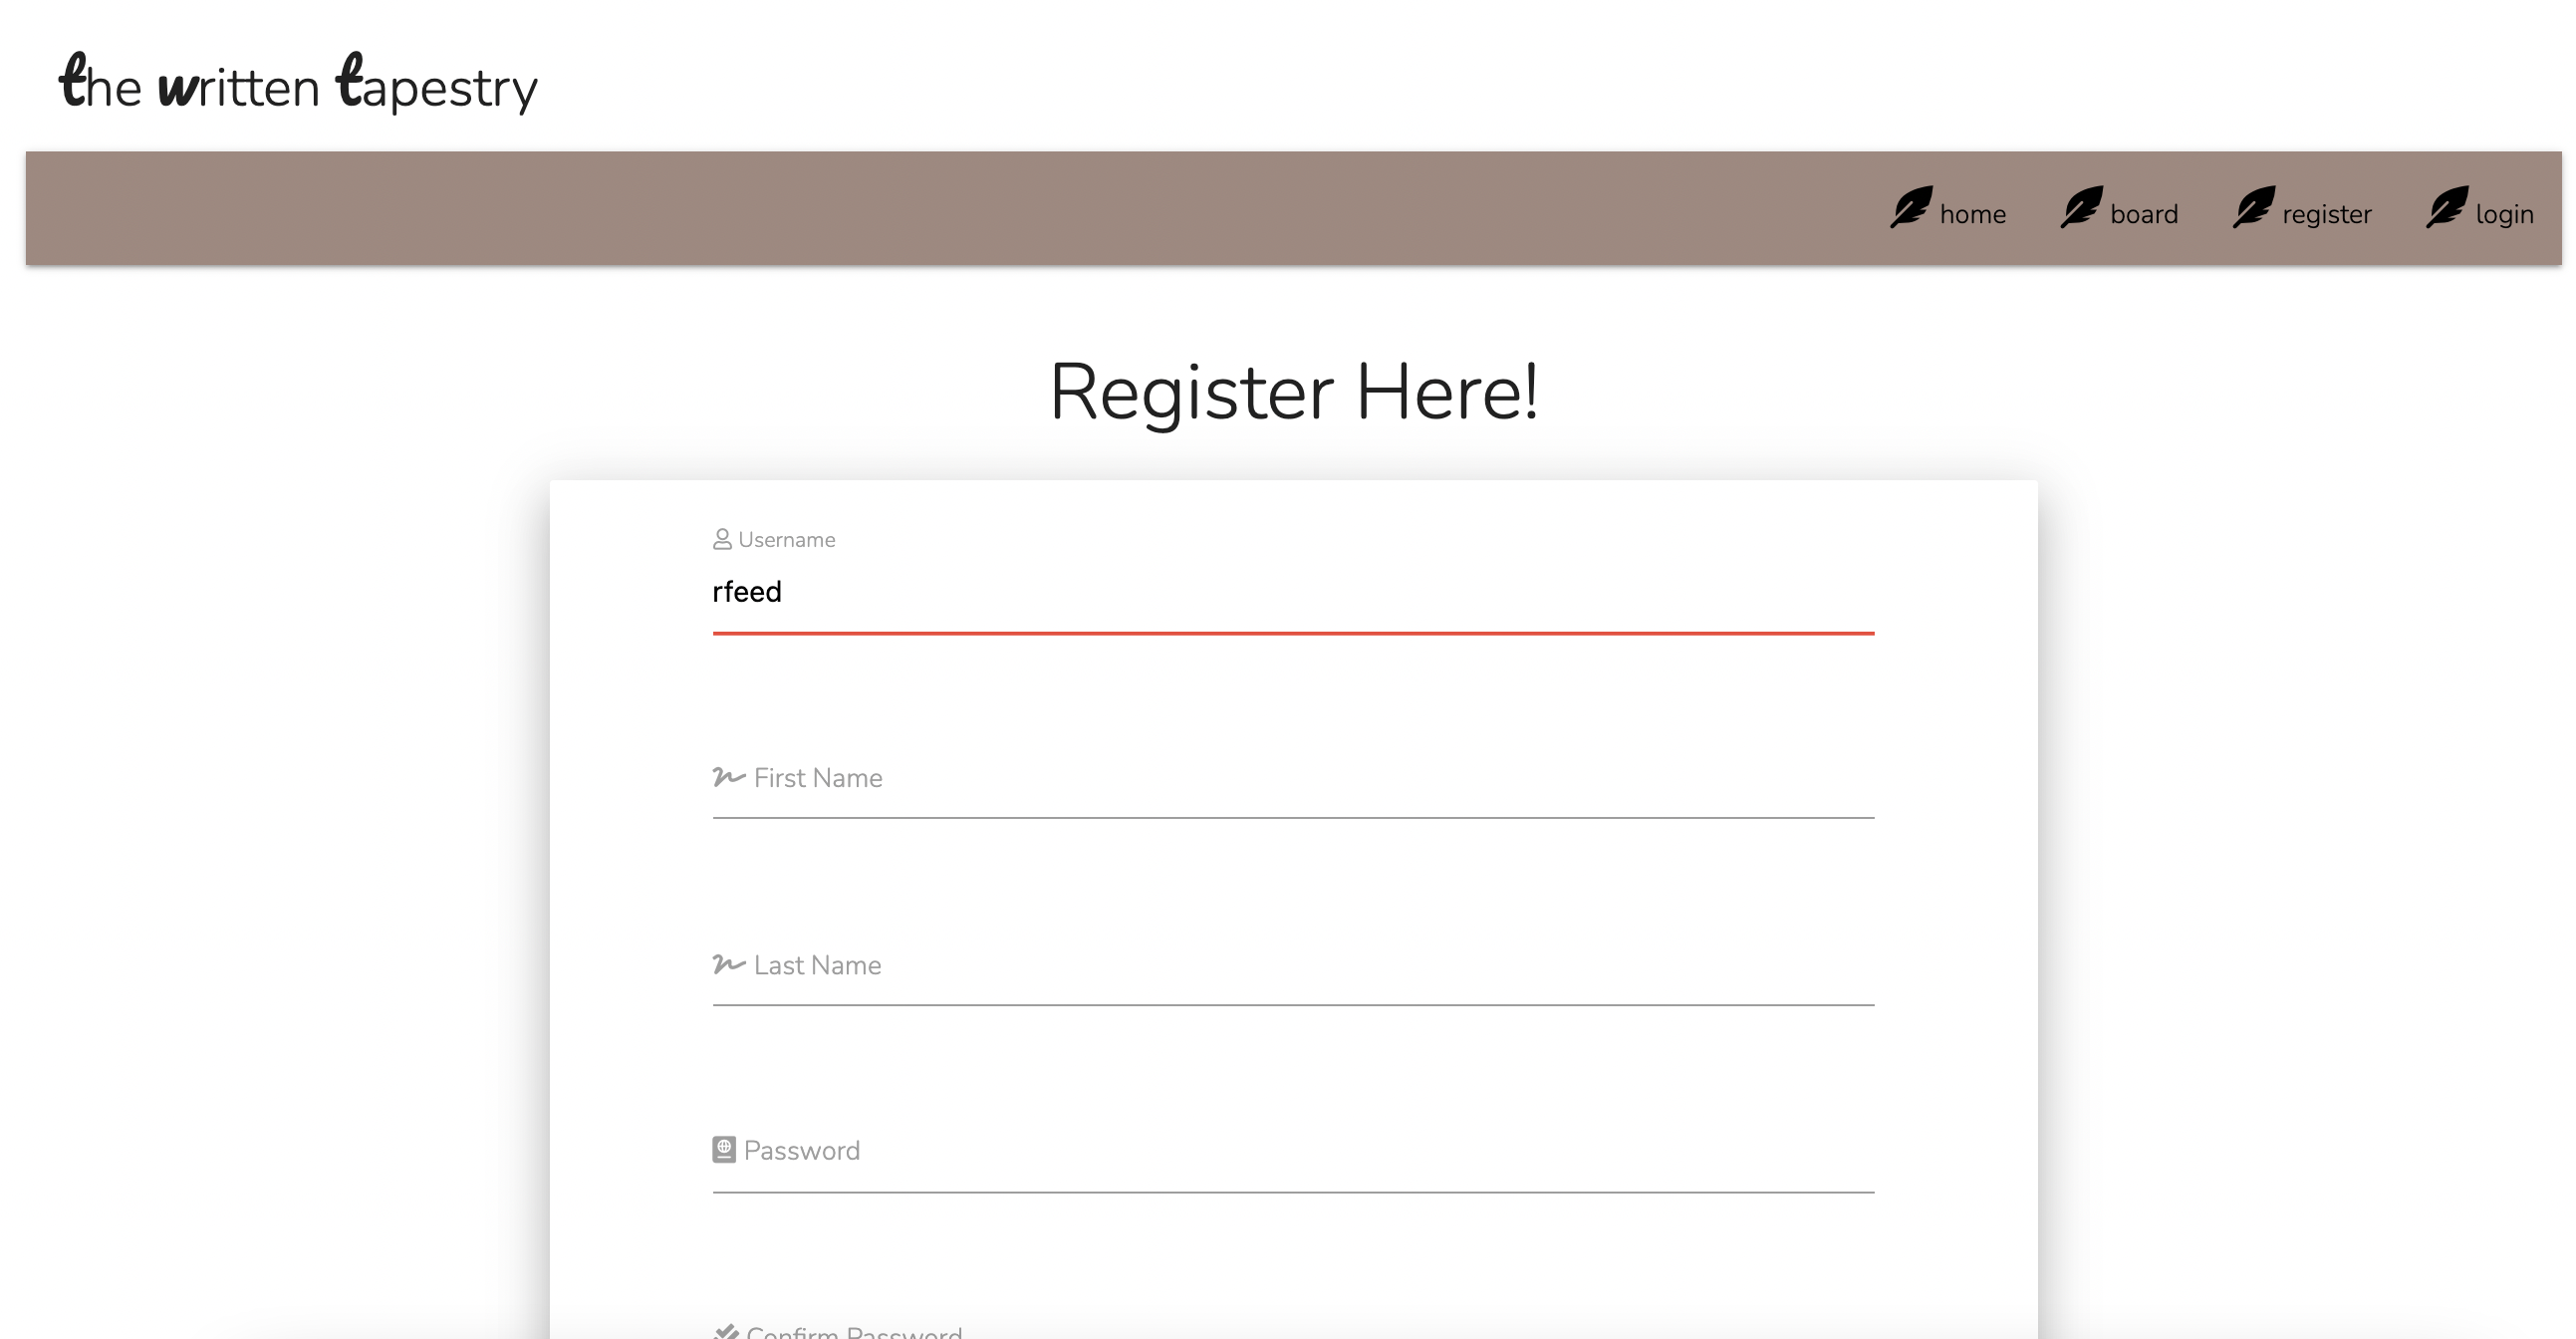 the written tapestry
home board register login
Register Here!
Username
rfeed
First Name
Last Name
Password
Confirm Password